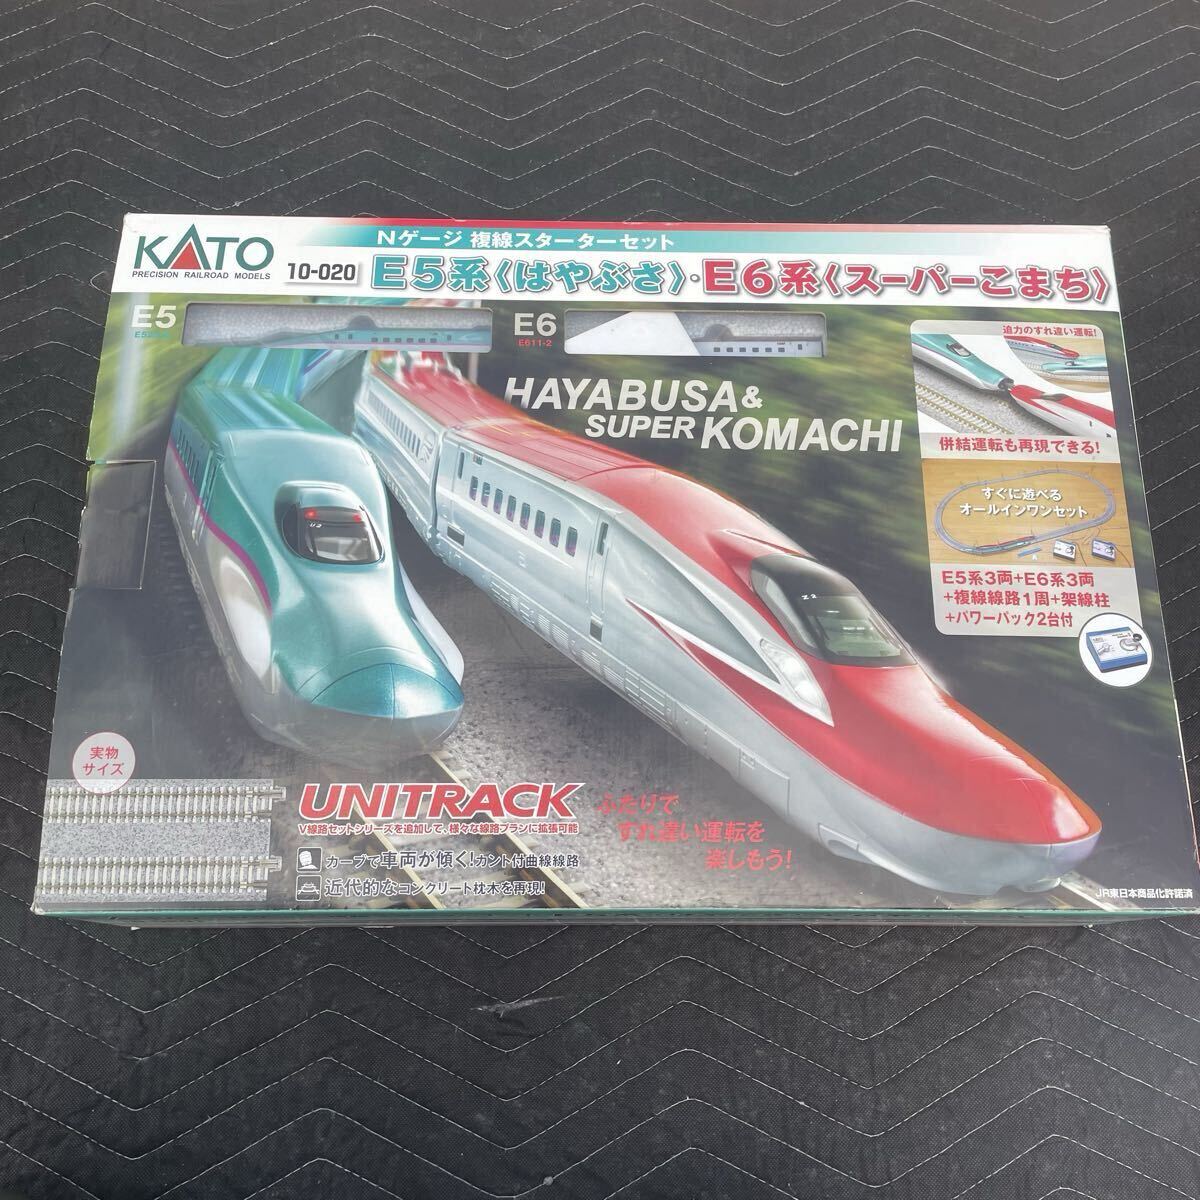 KATO
PRECISION RAILROAD MODELS
10-020
Nゲージ 複線スターターセット
E5系〈はやぶさ〉・E6系〈スーパーこまち〉
E5
E6
E611-2
HAYABUSA &
SUPER KOMACHI
迫力のすれ違い運転!
併結運転も再現できる!
すぐに遊べる
オールインワンセット
E5系3両+E6系3両
+複線線路1周+架線柱
+パワーパック2台付
実物
サイズ
UNITRACK
V線路セットシリーズを追加して、様々な線路プランに拡張可能
カーブで車両が傾く!カント付曲線線路
近代的なコンクリート枕木を再現!
ふたりで
すれ違い運転を
楽しもう!
JR東日本商品化許諾済